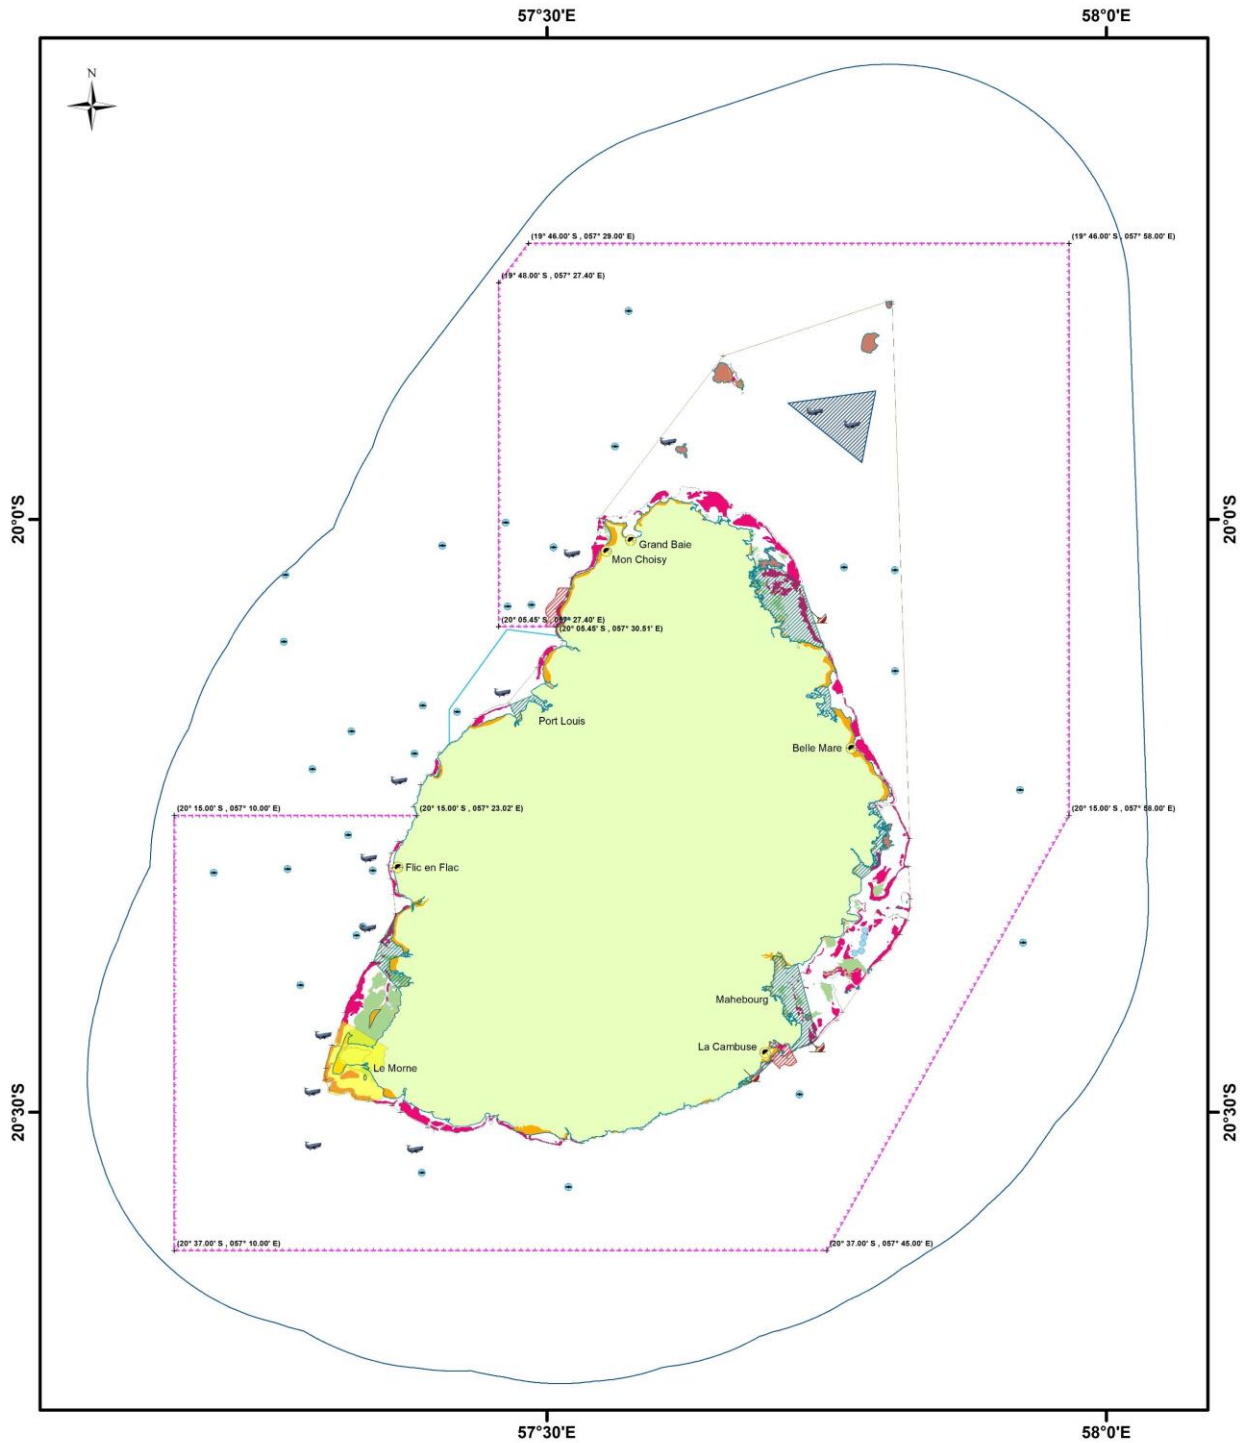 57°30'E
58°0'E
N
(19° 46.00' S , 057° 29.00' E)
(19° 46.00' S , 057° 58.00' E)
(19° 48.00' S , 057° 27.40' E)
20°0'S
20°0'S
Grand Baie
Mon Choisy
(20° 05.45' S , 057° 27.40' E)
(20° 05.45' S , 057° 30.51' E)
Port Louis
Belle Mare
(20° 15.00' S , 057° 10.00' E)
(20° 15.00' S , 057° 23.02' E)
(20° 15.00' S , 057° 58.00' E)
Flic en Flac
Mahebourg
La Cambuse
Le Morne
20°30'S
20°30'S
(20° 37.00' S , 057° 10.00' E)
(20° 37.00' S , 057° 45.00' E)
57°30'E
58°0'E